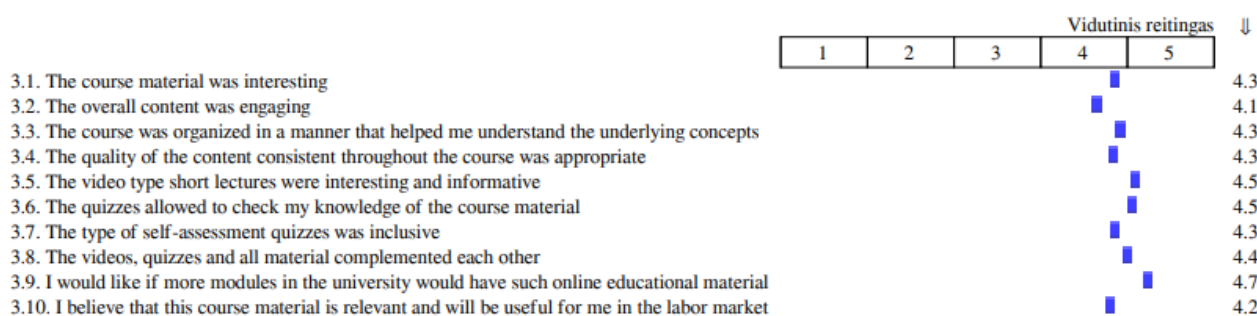 Vidutinis reitingas ⇓
1 2 3 4 5
3.1. The course material was interesting 4.3
3.2. The overall content was engaging 4.1
3.3. The course was organized in a manner that helped me understand the underlying concepts 4.3
3.4. The quality of the content consistent throughout the course was appropriate 4.3
3.5. The video type short lectures were interesting and informative 4.5
3.6. The quizzes allowed to check my knowledge of the course material 4.5
3.7. The type of self-assessment quizzes was inclusive 4.3
3.8. The videos, quizzes and all material complemented each other 4.4
3.9. I would like if more modules in the university would have such online educational material 4.7
3.10. I believe that this course material is relevant and will be useful for me in the labor market 4.2